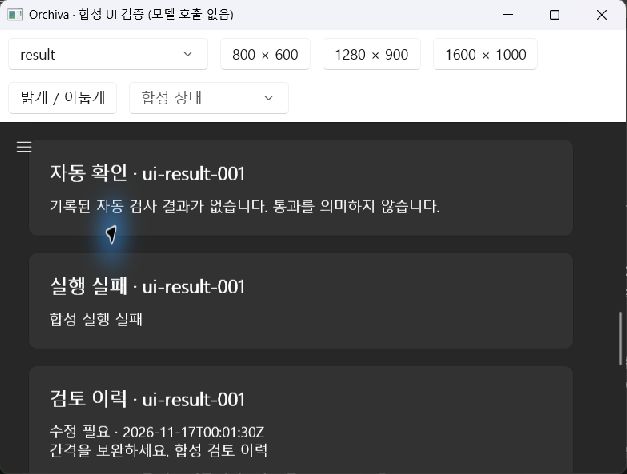 Orchiva · 합성 UI 검증 (모델 호출 없음)
result
800 × 600
1280 × 900
1600 × 1000
밝게 / 어둡게
합성 상태
자동 확인 · ui-result-001
기록된 자동 검사 결과가 없습니다. 통과를 의미하지 않습니다.
실행 실패 · ui-result-001
합성 실행 실패
검토 이력 · ui-result-001
수정 필요 · 2026-11-17T00:01:30Z
간격을 보완하세요. 합성 검토 이력